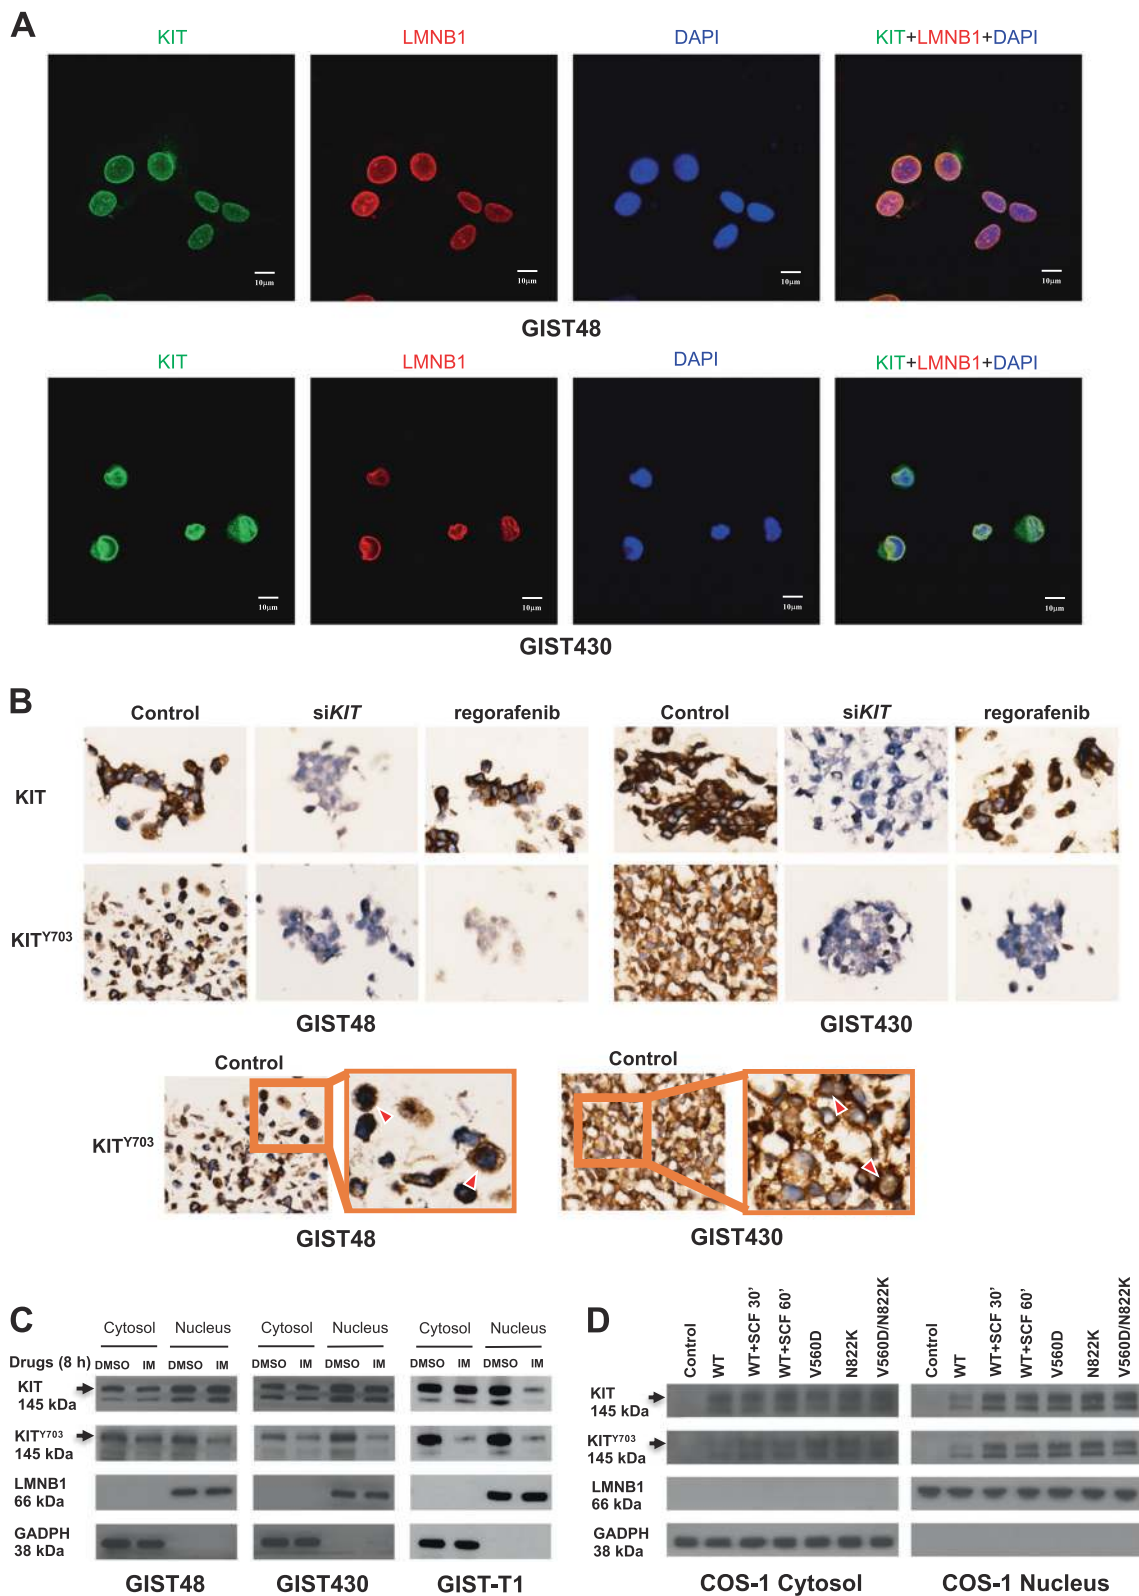 A
KIT LMNB1 DAPI KIT+LMNB1+DAPI
10μm 10μm 10μm 10μm
GIST48
KIT LMNB1 DAPI KIT+LMNB1+DAPI
10μm 10μm 10μm 10μm
GIST430
B
Control siKIT regorafenib Control siKIT regorafenib
KIT
KITY703
GIST48 GIST430
Control Control
KITY703
GIST48 GIST430
C
Cytosol Nucleus Cytosol Nucleus Cytosol Nucleus
Drugs (8 h) DMSO IM DMSO IM DMSO IM DMSO IM DMSO IM DMSO IM
KIT
145 kDa
KITY703
145 kDa
LMNB1
66 kDa
GADPH
38 kDa
GIST48 GIST430 GIST-T1
D
Control WT WT+SCF 30' WT+SCF 60' V560D N822K V560D/N822K Control WT WT+SCF 30' WT+SCF 60' V560D N822K V560D/N822K
KIT
145 kDa
KITY703
145 kDa
LMNB1
66 kDa
GADPH
38 kDa
COS-1 Cytosol COS-1 Nucleus